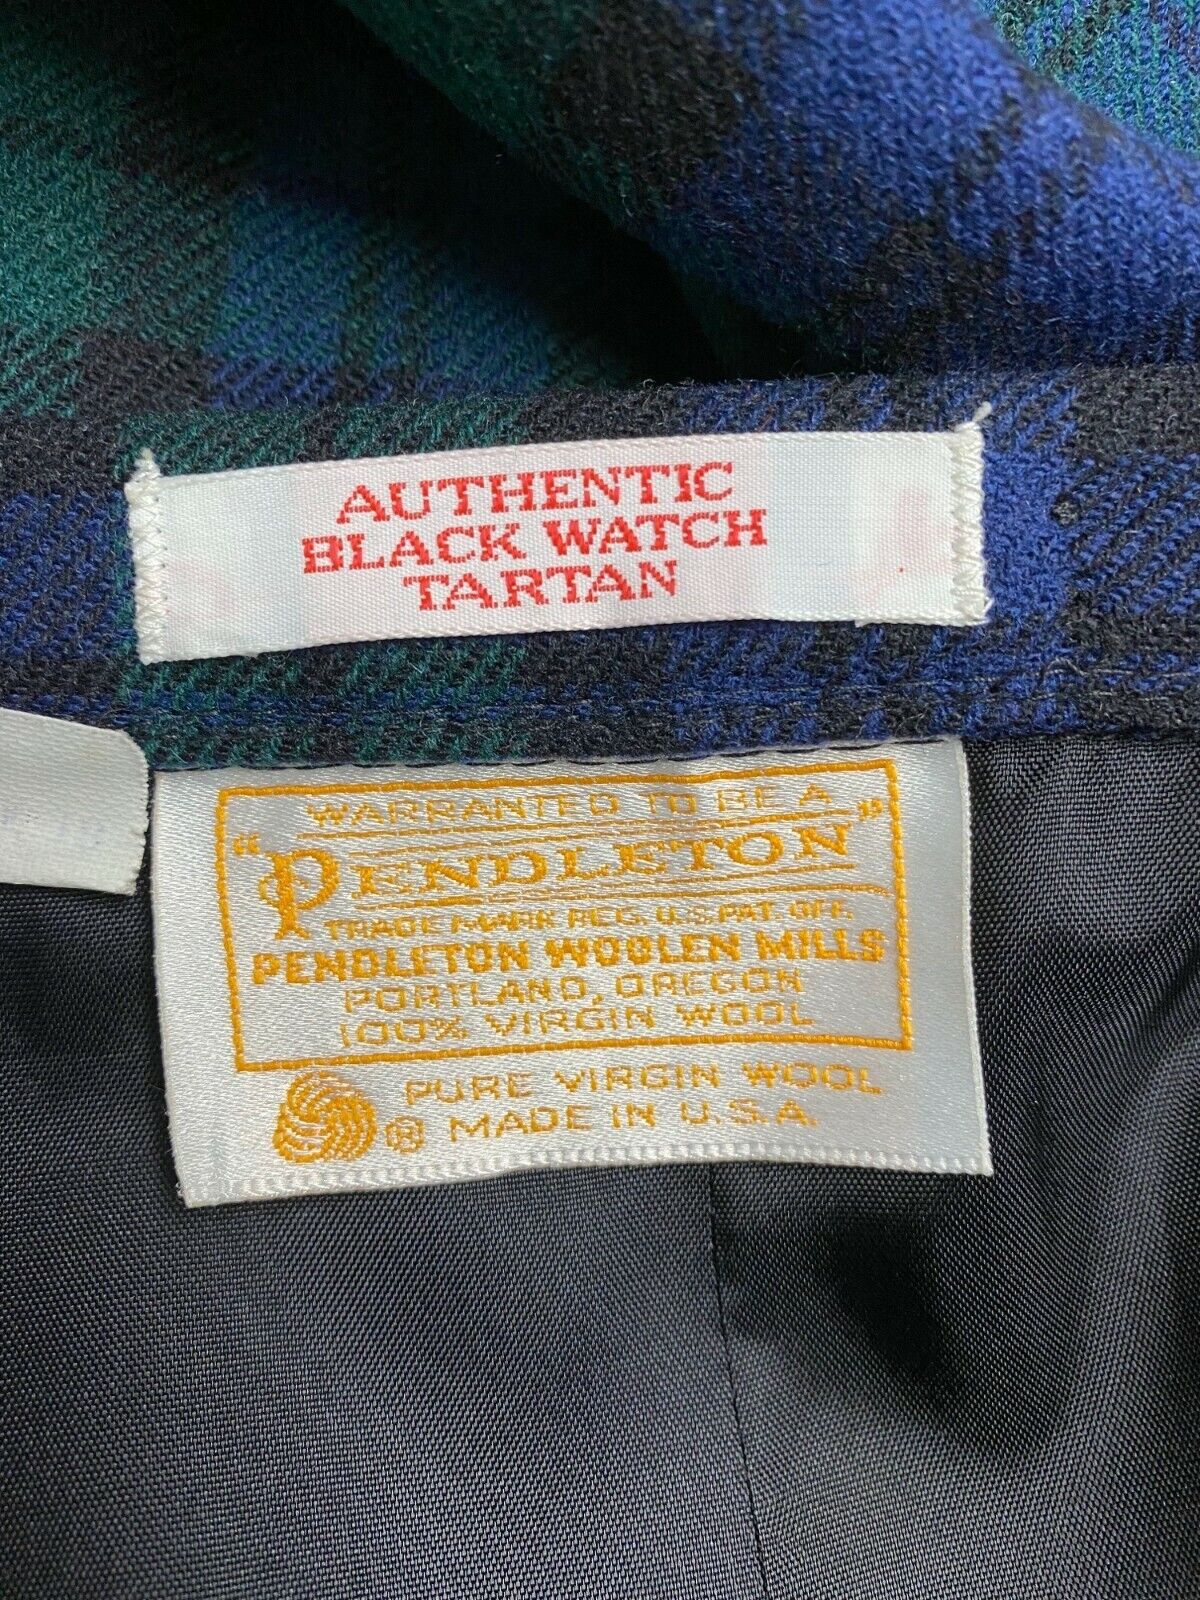 AUTHENTIC
BLACK WATCH
TARTAN
WARRANTED TO BE A
"PENDLETON"
TRADE MARK REG. U.S. PAT. OFF.
PENDLETON WOOLEN MILLS
PORTLAND, OREGON
100% VIRGIN WOOL
PURE VIRGIN WOOL
® MADE IN U.S.A.